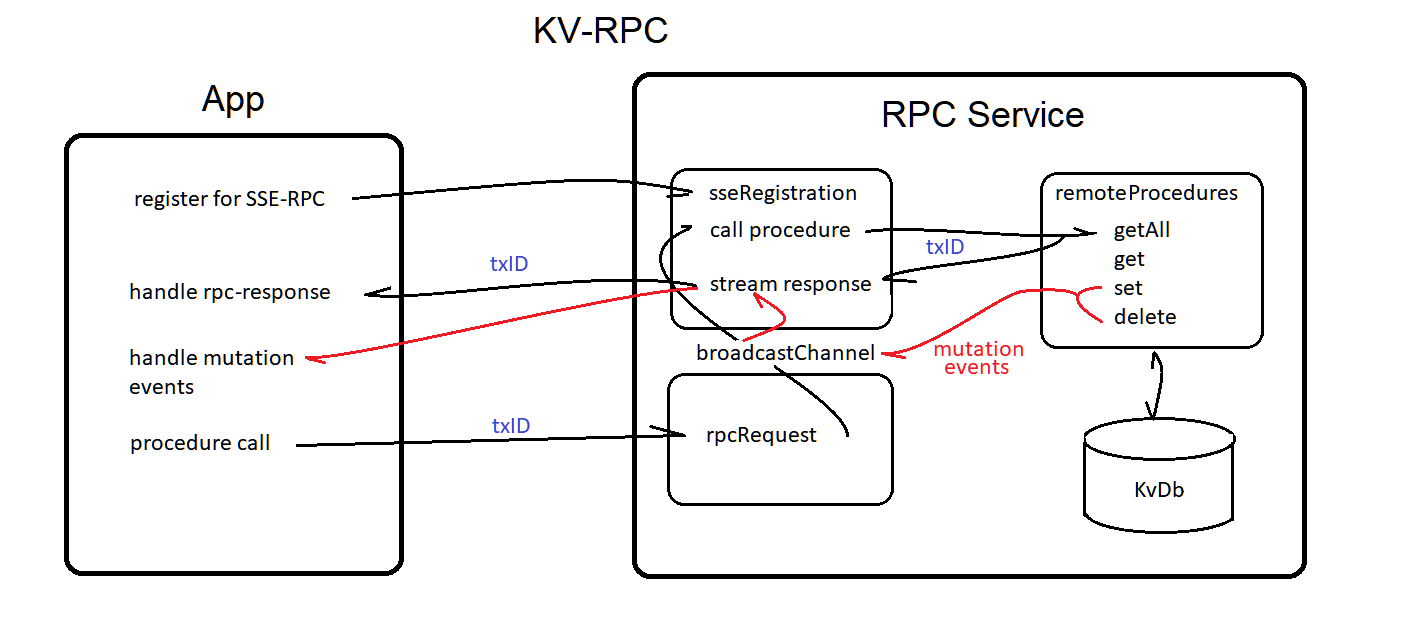 KV-RPC
App
RPC Service
register for SSE-RPC
handle rpc-response
handle mutation
events
procedure call
txID
txID
sseRegistration
call procedure
stream response
broadcastChannel
rpcRequest
txID
mutation
events
remoteProcedures
getAll
get
set
delete
KvDb